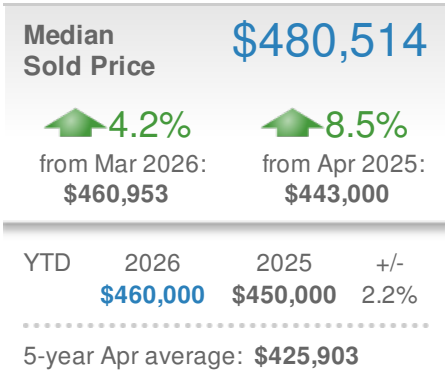 Median
Sold Price
$480,514
4.2%
from Mar 2026:
$460,953
8.5%
from Apr 2025:
$443,000
YTD 2026 2025 +/-
$460,000 $450,000 2.2%
5-year Apr average: $425,903